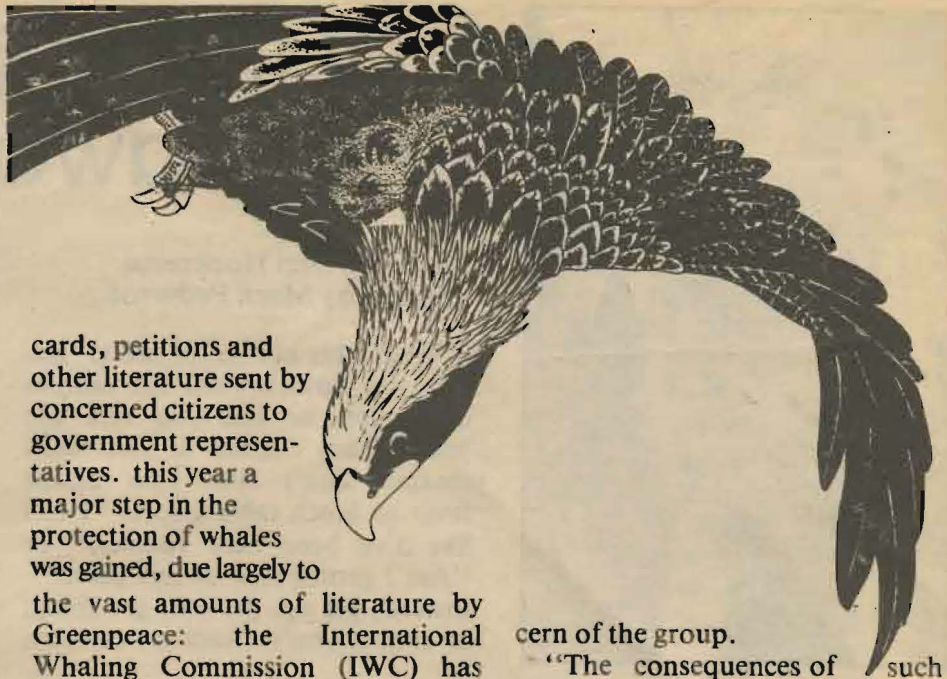 cards, petitions and
other literature sent by
concerned citizens to
government represen-
tatives. this year a
major step in the
protection of whales
was gained, due largely to
the vast amounts of literature by
Greenpeace: the International
Whaling Commission (IWC) has
cern of the group.
“The consequences of such